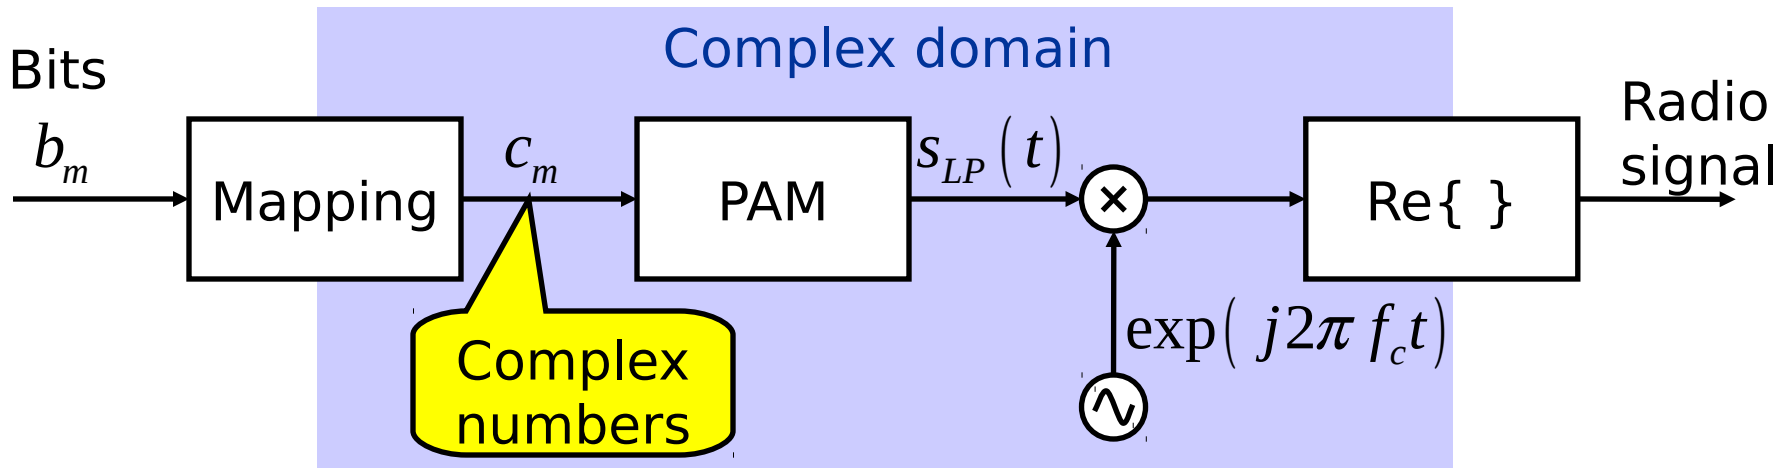 Complex domain
Bits
b_m
Mapping
c_m
PAM
s_LP(t)
×
Re{ }
Radio
signal
exp( j2π f_c t)
Complex
numbers